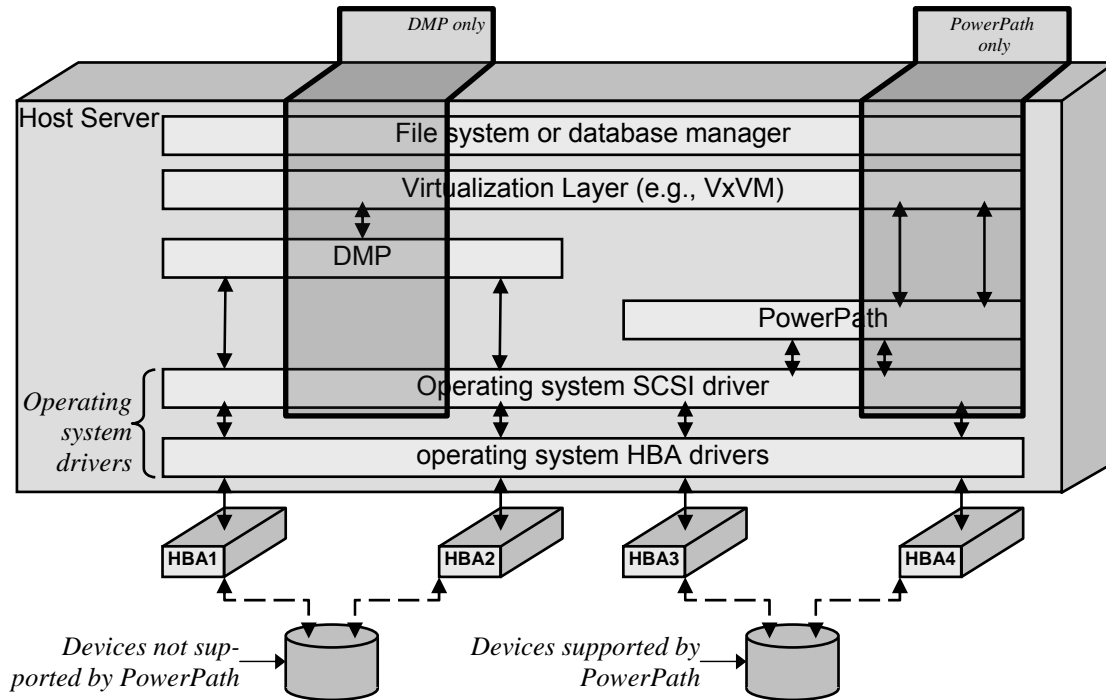 DMP only
PowerPath
only
Host Server
File system or database manager
Virtualization Layer (e.g., VxVM)
DMP
PowerPath
Operating system SCSI driver
Operating
system
drivers
operating system HBA drivers
HBA1
HBA2
HBA3
HBA4
Devices not sup-
ported by PowerPath
Devices supported by
PowerPath